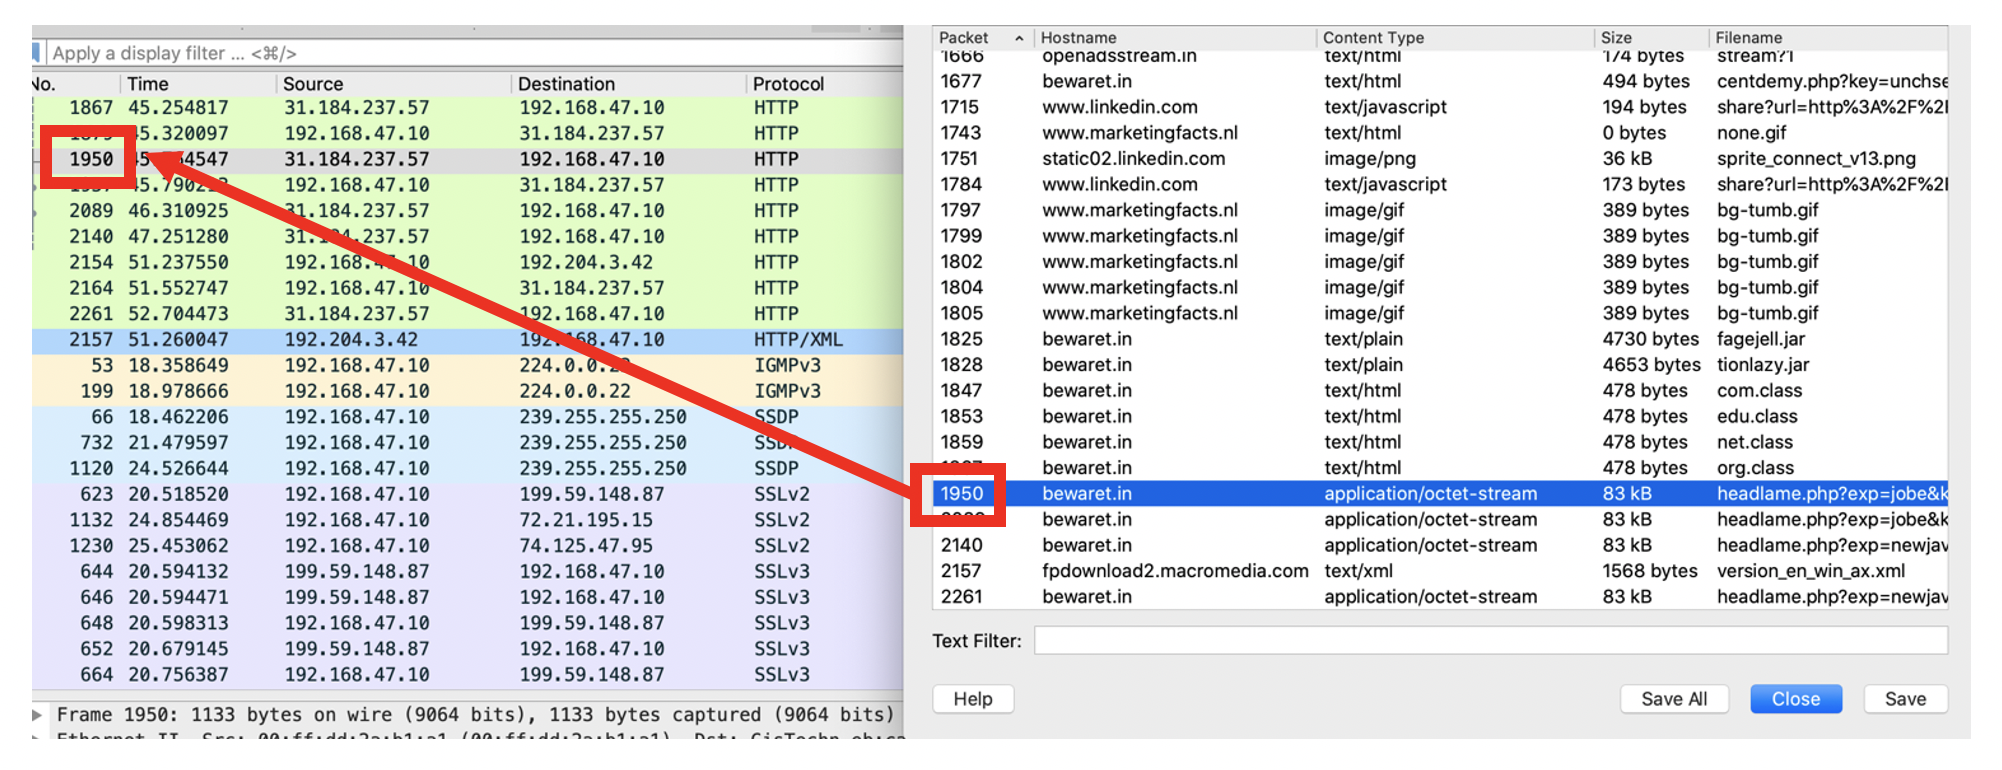 Apply a display filter ... <⌘/>
No. Time Source Destination Protocol
1867 45.254817 31.184.237.57 192.168.47.10 HTTP
45.320097 192.168.47.10 31.184.237.57 HTTP
1950 31.184.237.57 192.168.47.10 HTTP
192.168.47.10 31.184.237.57 HTTP
2089 46.310925 31.184.237.57 192.168.47.10 HTTP
2140 47.251280 31.184.237.57 192.168.47.10 HTTP
2154 51.237550 192.168.47.10 192.204.3.42 HTTP
2164 51.552747 192.168.47.10 31.184.237.57 HTTP
2261 52.704473 31.184.237.57 192.168.47.10 HTTP
2157 51.260047 192.204.3.42 192.168.47.10 HTTP/XML
53 18.358649 192.168.47.10 224.0.0.22 IGMPv3
199 18.978666 192.168.47.10 224.0.0.22 IGMPv3
66 18.462206 192.168.47.10 239.255.255.250 SSDP
732 21.479597 192.168.47.10 239.255.255.250 SSDP
1120 24.526644 192.168.47.10 239.255.255.250 SSDP
623 20.518520 192.168.47.10 199.59.148.87 SSLv2
1132 24.854469 192.168.47.10 72.21.195.15 SSLv2
1230 25.453062 192.168.47.10 74.125.47.95 SSLv2
644 20.594132 199.59.148.87 192.168.47.10 SSLv3
646 20.594471 199.59.148.87 192.168.47.10 SSLv3
648 20.598313 192.168.47.10 199.59.148.87 SSLv3
652 20.679145 199.59.148.87 192.168.47.10 SSLv3
664 20.756387 192.168.47.10 199.59.148.87 SSLv3
Frame 1950: 1133 bytes on wire (9064 bits), 1133 bytes captured (9064 bits)
Ethernet II, Src:
Packet Hostname Content Type Size Filename
1666 openadsstream.in text/html 174 bytes stream?1
1677 bewaret.in text/html 494 bytes centdemy.php?key=unchse
1715 www.linkedin.com text/javascript 194 bytes share?url=http%3A%2F%2
1743 www.marketingfacts.nl text/html 0 bytes none.gif
1751 static02.linkedin.com image/png 36 kB sprite_connect_v13.png
1784 www.linkedin.com text/javascript 173 bytes share?url=http%3A%2F%2
1797 www.marketingfacts.nl image/gif 389 bytes bg-tumb.gif
1799 www.marketingfacts.nl image/gif 389 bytes bg-tumb.gif
1802 www.marketingfacts.nl image/gif 389 bytes bg-tumb.gif
1804 www.marketingfacts.nl image/gif 389 bytes bg-tumb.gif
1805 www.marketingfacts.nl image/gif 389 bytes bg-tumb.gif
1825 bewaret.in text/plain 4730 bytes fagejell.jar
1828 bewaret.in text/plain 4653 bytes tionlazy.jar
1847 bewaret.in text/html 478 bytes com.class
1853 bewaret.in text/html 478 bytes edu.class
1859 bewaret.in text/html 478 bytes net.class
bewaret.in text/html 478 bytes org.class
1950 bewaret.in application/octet-stream 83 kB headlame.php?exp=jobe&k
bewaret.in application/octet-stream 83 kB headlame.php?exp=jobe&k
2140 bewaret.in application/octet-stream 83 kB headlame.php?exp=newjav
2157 fpdownload2.macromedia.com text/xml 1568 bytes version_en_win_ax.xml
2261 bewaret.in application/octet-stream 83 kB headlame.php?exp=newjav
Text Filter:
Help Save All Close Save